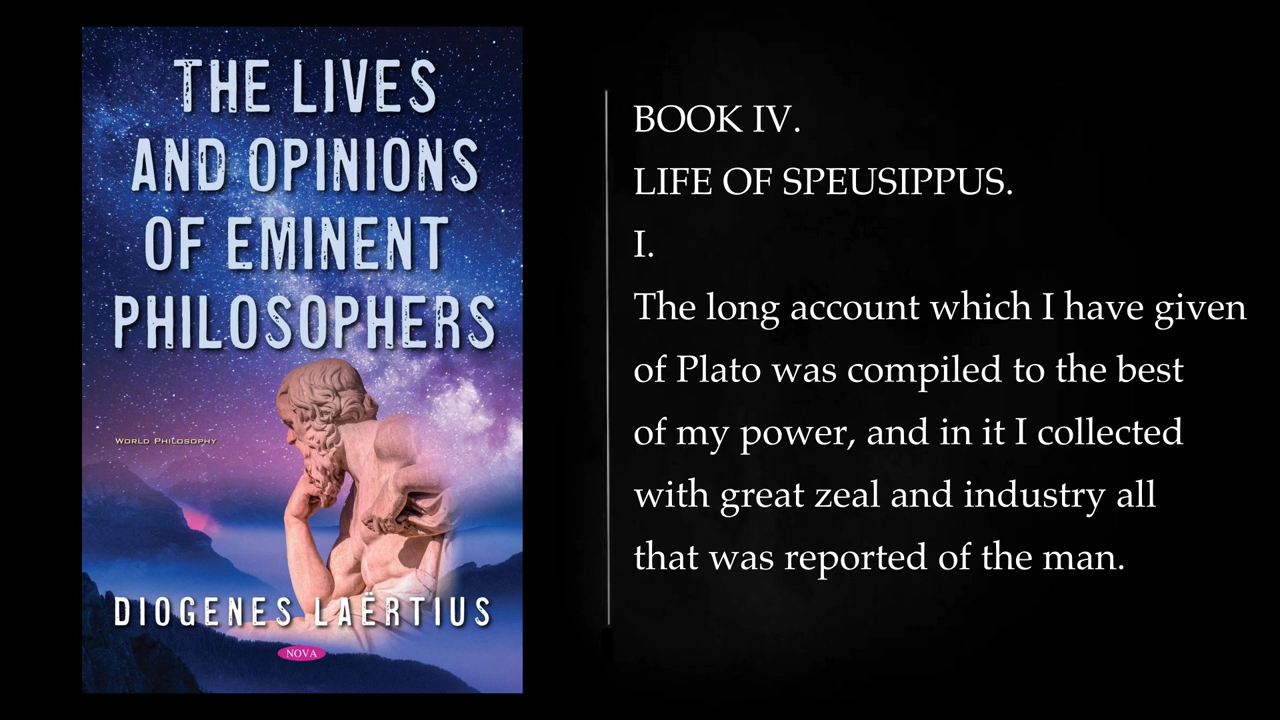 THE LIVES
AND OPINIONS
OF EMINENT
PHILOSOPHERS
WORLD PHILOSOPHY
DIOGENES LAËRTIUS
NOVA
BOOK IV.
LIFE OF SPEUSIPPUS.
I.
The long account which I have given
of Plato was compiled to the best
of my power, and in it I collected
with great zeal and industry all
that was reported of the man.